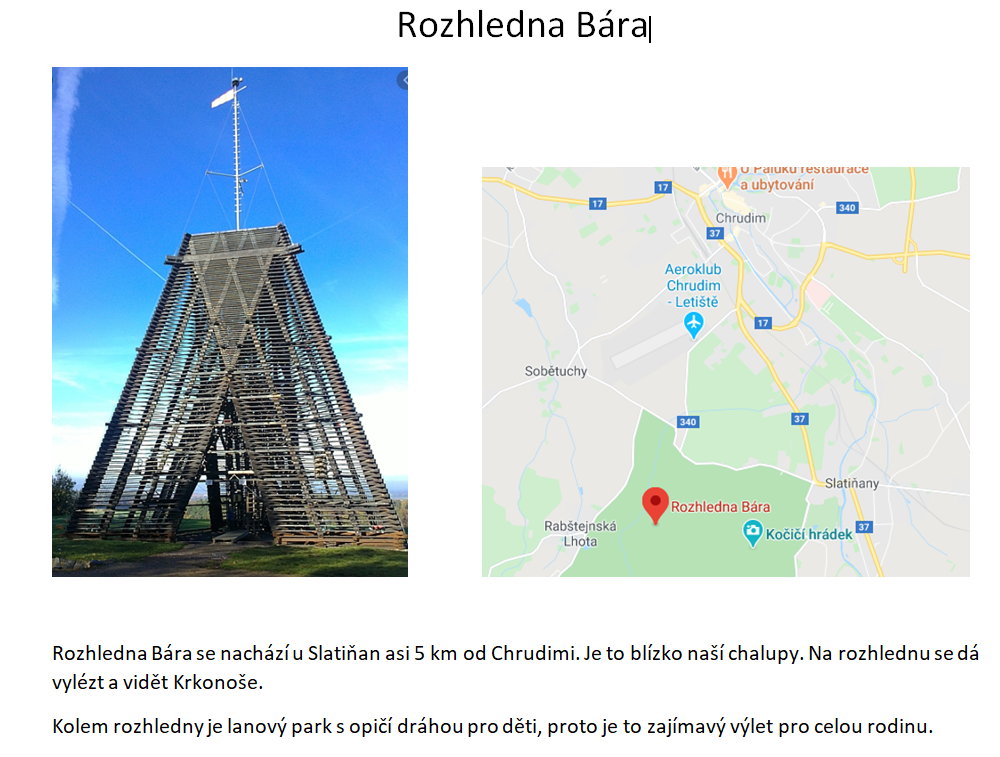 Rozhledna Bára
U Paluku restaurace
a ubytování
17
17
340
Chrudim
37
Aeroklub
Chrudim
- Letiště
17
Sobětuchy
340
37
Slatiňany
Rozhledna Bára
Rabštejnská
Lhota
Kočičí hrádek
37
Rozhledna Bára se nachází u Slatiňan asi 5 km od Chrudimi. Je to blízko naší chalupy. Na rozhlednu se dá
vylézt a vidět Krkonoše.
Kolem rozhledny je lanový park s opičí dráhou pro děti, proto je to zajímavý výlet pro celou rodinu.